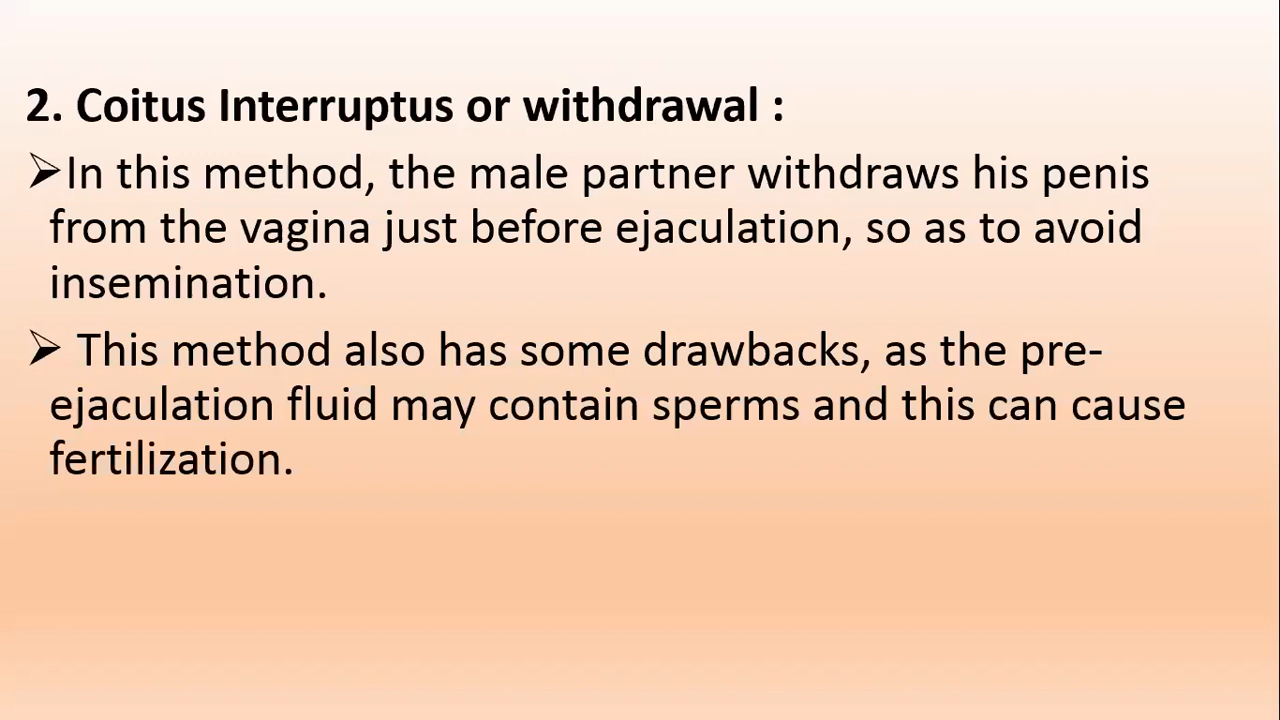 2. Coitus Interruptus or withdrawal :
➢In this method, the male partner withdraws his penis
from the vagina just before ejaculation, so as to avoid
insemination.
➢ This method also has some drawbacks, as the pre-
ejaculation fluid may contain sperms and this can cause
fertilization.